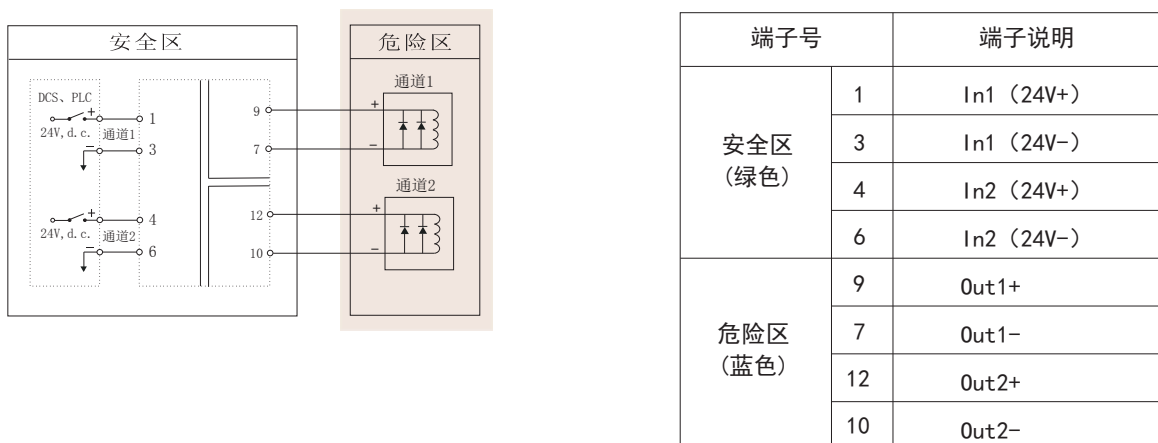 安全区
危险区
DCS、PLC
24V,d.c.
通道1
+
−
1
3
24V,d.c.
通道2
+
−
4
6
9
7
12
10
通道1
+
−
通道2
+
−
端子号 端子说明
安全区
(绿色)
1 In1 (24V+)
3 In1 (24V-)
4 In2 (24V+)
6 In2 (24V-)
危险区
(蓝色)
9 Out1+
7 Out1-
12 Out2+
10 Out2-